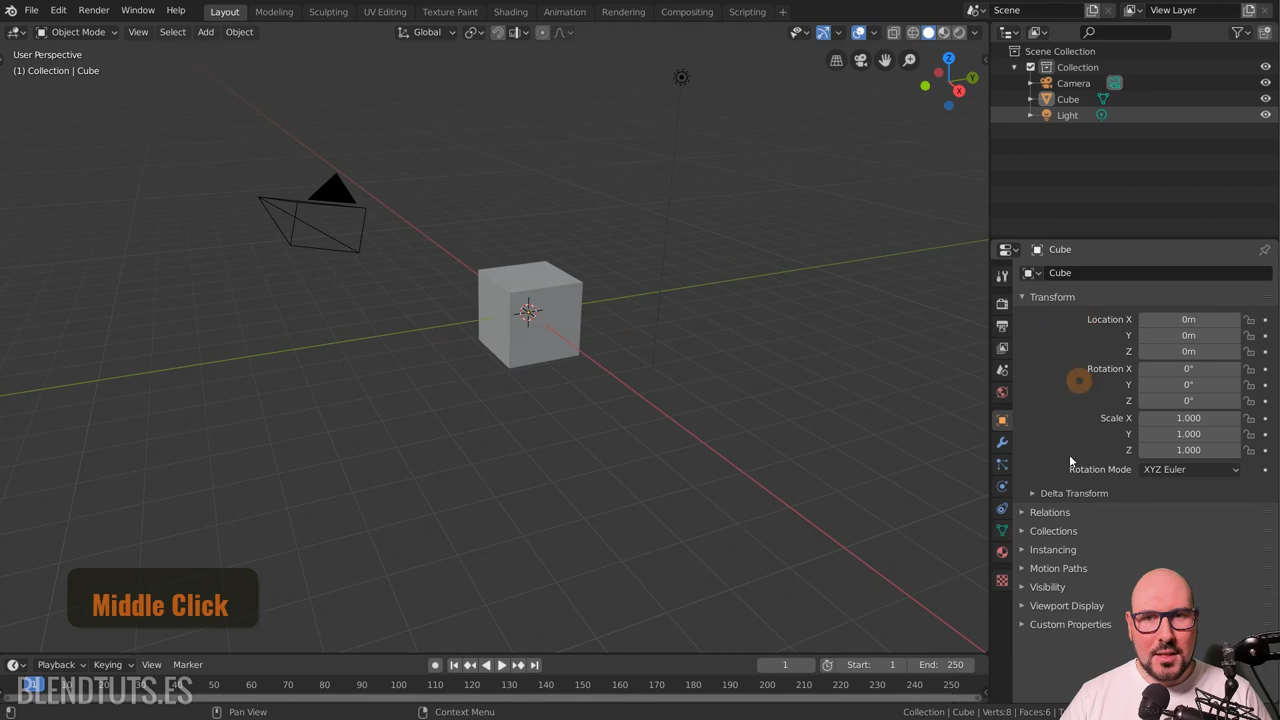 File Edit Render Window Help Layout Modeling Sculpting UV Editing Texture Paint Shading Animation Rendering Compositing Scripting + Scene View Layer
Object Mode View Select Add Object Global
User Perspective
(1) Collection | Cube
Z
Y
X
Scene Collection
Collection
Camera
Cube
Light
Cube
Cube
Transform
Location X 0m
Y 0m
Z 0m
Rotation X 0°
Y 0°
Z 0°
Scale X 1.000
Y 1.000
Z 1.000
Rotation Mode XYZ Euler
Delta Transform
Relations
Collections
Instancing
Motion Paths
Visibility
Viewport Display
Custom Properties
Middle Click
Playback Keying View Marker 1 Start: 1 End: 250
50 60 70 80 90 100 110 120 130 140 150 160 170 180 190 200 210 220 230 240 250
BLENDTUTS.ES
Pan View Context Menu Collection | Cube | Verts:8 | Faces:6 |